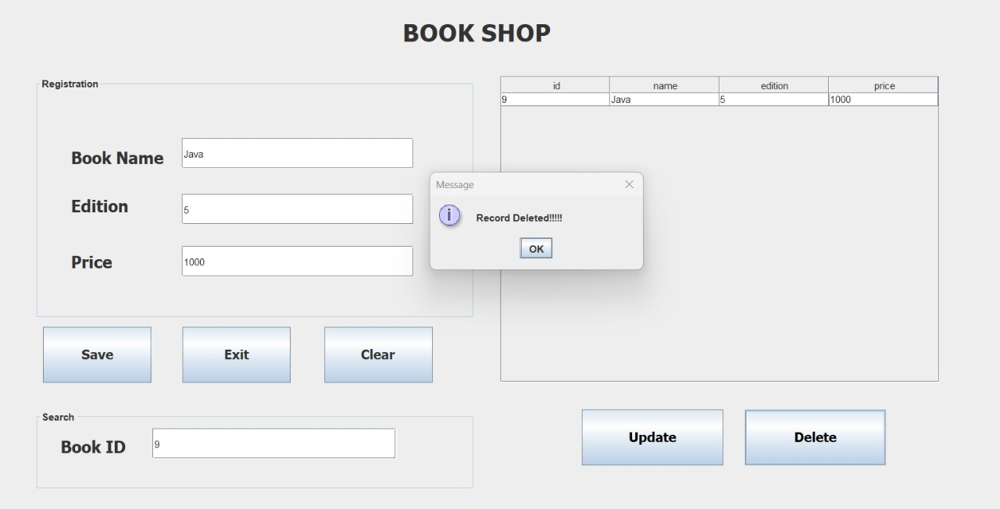 BOOK SHOP
Registration
Book Name
Java
Edition
5
Price
1000
Save Exit Clear
Search
Book ID
9
id name edition price
9 Java 5 1000
Message
i
Record Deleted!!!!!
OK
Update Delete